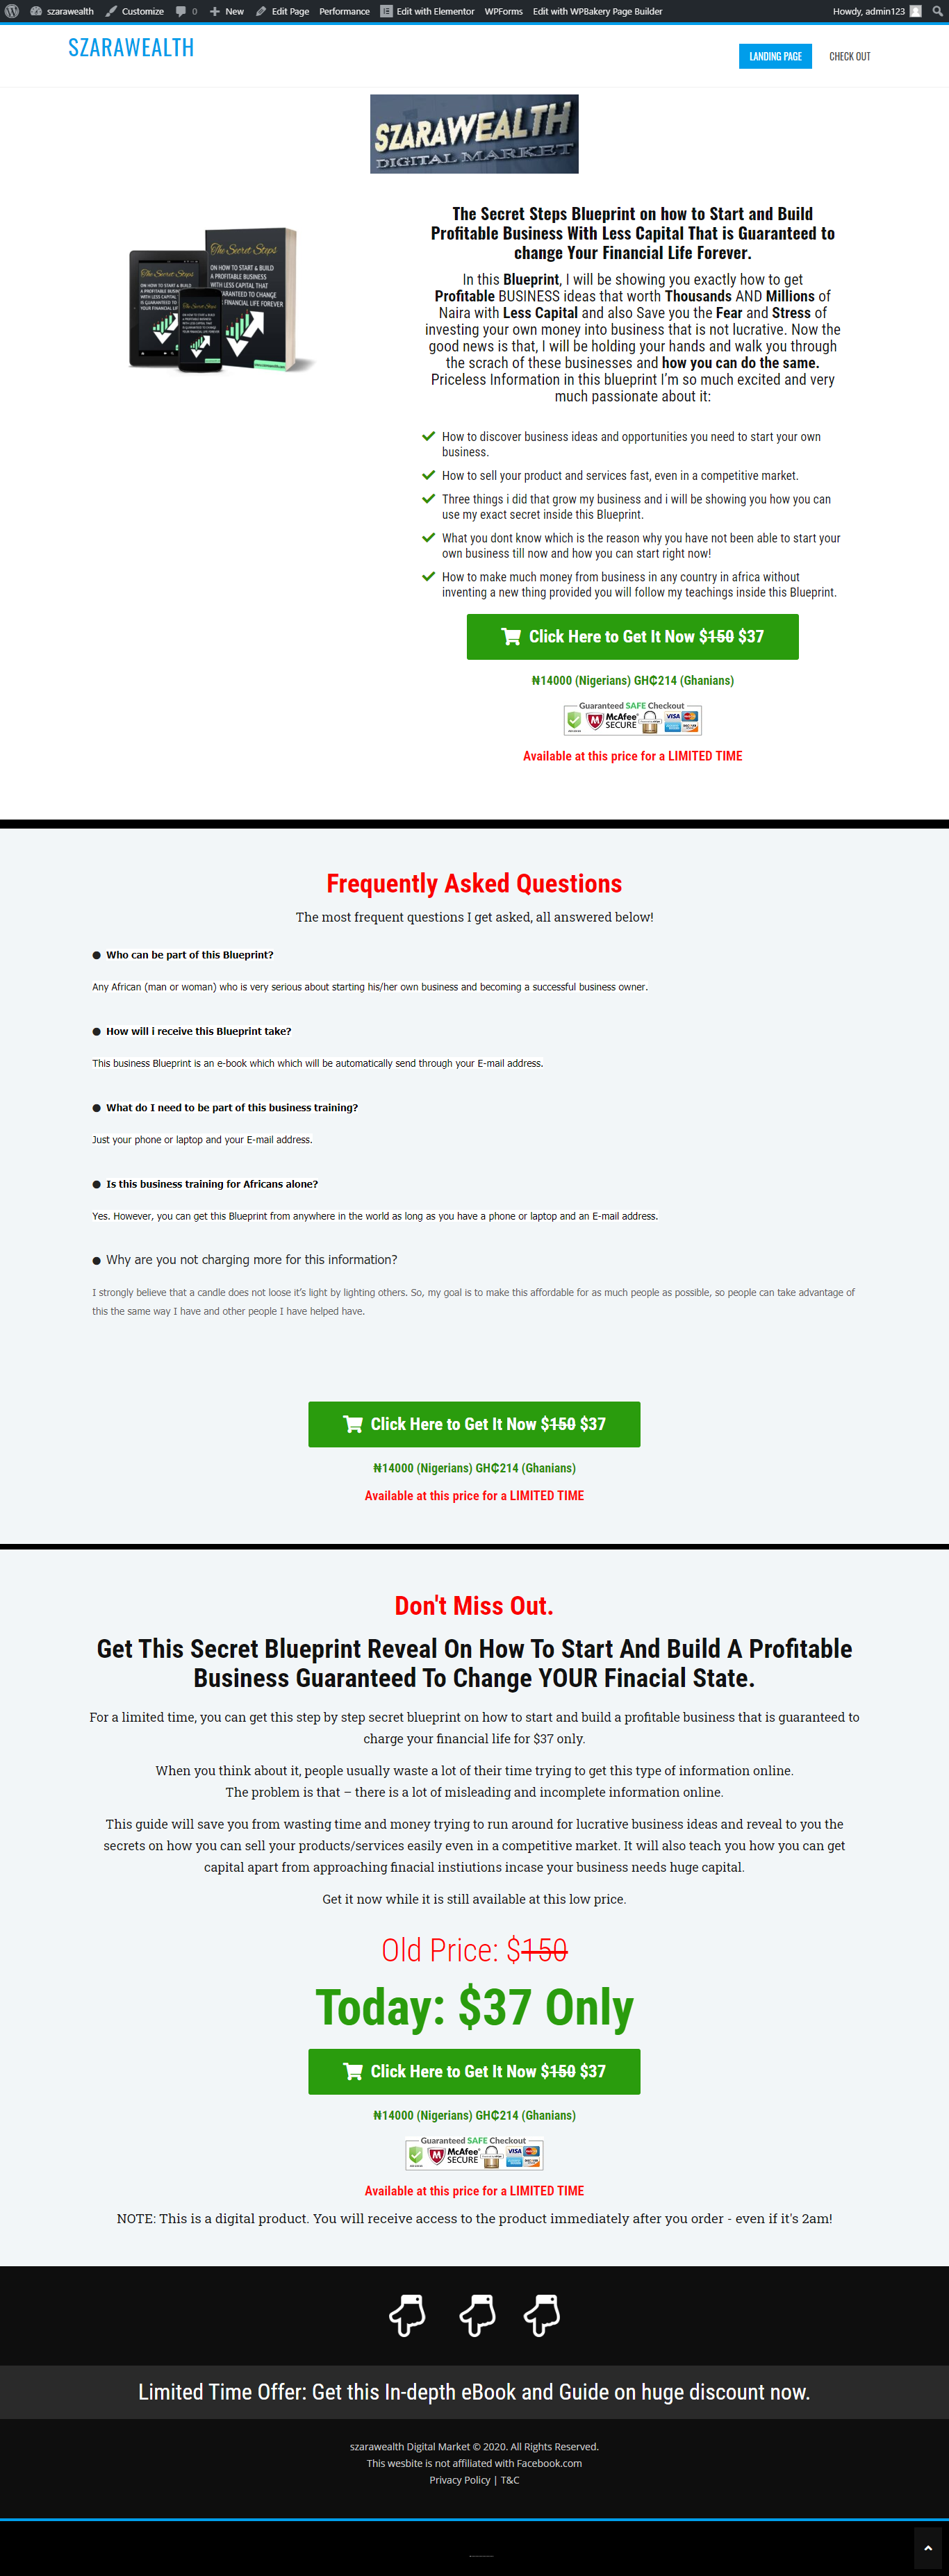 szarawealth Customize 0 New Edit Page Performance Edit with Elementor WPForms Edit with WPBakery Page Builder Howdy, admin123
SZARAWEALTH
LANDING PAGE CHECK OUT
SZARAWEALTH
DIGITAL MARKET
The Secret Steps
ON HOW TO START & BUILD
A PROFITABLE BUSINESS
WITH LESS CAPITAL
The Secret Steps Blueprint on how to Start and Build
Profitable Business With Less Capital That is Guaranteed to
change Your Financial Life Forever.
In this Blueprint, I will be showing you exactly how to get
Profitable BUSINESS ideas that worth Thousands AND Millions of
Naira with Less Capital and also Save you the Fear and Stress of
investing your own money into business that is not lucrative. Now the
good news is that, I will be holding your hands and walk you through
the scrach of these businesses and how you can do the same.
Priceless Information in this blueprint I’m so much excited and very
much passionate about it:
How to discover business ideas and opportunities you need to start your own
business.
How to sell your product and services fast, even in a competitive market.
Three things i did that grow my business and i will be showing you how you can
use my exact secret inside this Blueprint.
What you dont know which is the reason why you have not been able to start your
own business till now and how you can start right now!
How to make much money from business in any country in africa without
inventing a new thing provided you will follow my teachings inside this Blueprint.
Click Here to Get It Now $150 $37
₦14000 (Nigerians) GH₵214 (Ghanians)
Guaranteed SAFE Checkout
McAfee
SECURE
VISA
Available at this price for a LIMITED TIME
Frequently Asked Questions
The most frequent questions I get asked, all answered below!
● Who can be part of this Blueprint?
Any African (man or woman) who is very serious about starting his/her own business and becoming a successful business owner.
● How will i receive this Blueprint take?
This business Blueprint is an e-book which which will be automatically send through your E-mail address.
● What do I need to be part of this business training?
Just your phone or laptop and your E-mail address.
● Is this business training for Africans alone?
Yes. However, you can get this Blueprint from anywhere in the world as long as you have a phone or laptop and an E-mail address.
● Why are you not charging more for this information?
I strongly believe that a candle does not loose it’s light by lighting others. So, my goal is to make this affordable for as much people as possible, so people can take advantage of
this the same way I have and other people I have helped have.
Click Here to Get It Now $150 $37
₦14000 (Nigerians) GH₵214 (Ghanians)
Available at this price for a LIMITED TIME
Don't Miss Out.
Get This Secret Blueprint Reveal On How To Start And Build A Profitable
Business Guaranteed To Change YOUR Finacial State.
For a limited time, you can get this step by step secret blueprint on how to start and build a profitable business that is guaranteed to
charge your financial life for $37 only.
When you think about it, people usually waste a lot of their time trying to get this type of information online.
The problem is that – there is a lot of misleading and incomplete information online.
This guide will save you from wasting time and money trying to run around for lucrative business ideas and reveal to you the
secrets on how you can sell your products/services easily even in a competitive market. It will also teach you how you can get
capital apart from approaching finacial instiutions incase your business needs huge capital.
Get it now while it is still available at this low price.
Old Price: $150
Today: $37 Only
Click Here to Get It Now $150 $37
₦14000 (Nigerians) GH₵214 (Ghanians)
Guaranteed SAFE Checkout
McAfee
SECURE
VISA
Available at this price for a LIMITED TIME
NOTE: This is a digital product. You will receive access to the product immediately after you order - even if it's 2am!
Limited Time Offer: Get this In-depth eBook and Guide on huge discount now.
szarawealth Digital Market © 2020. All Rights Reserved.
This wesbite is not affiliated with Facebook.com
Privacy Policy | T&C